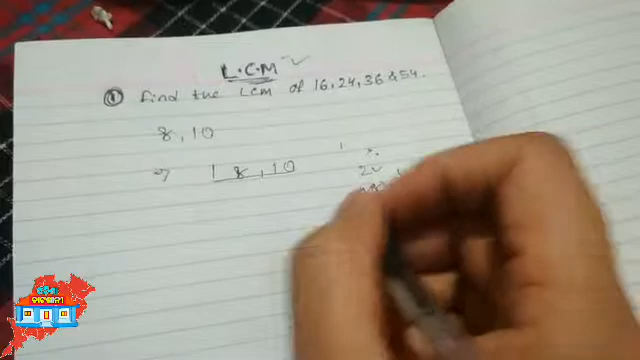 L.C.M
① Find the Lcm of 16,24,36 & 54.
8,10
⇒ 1 8,10